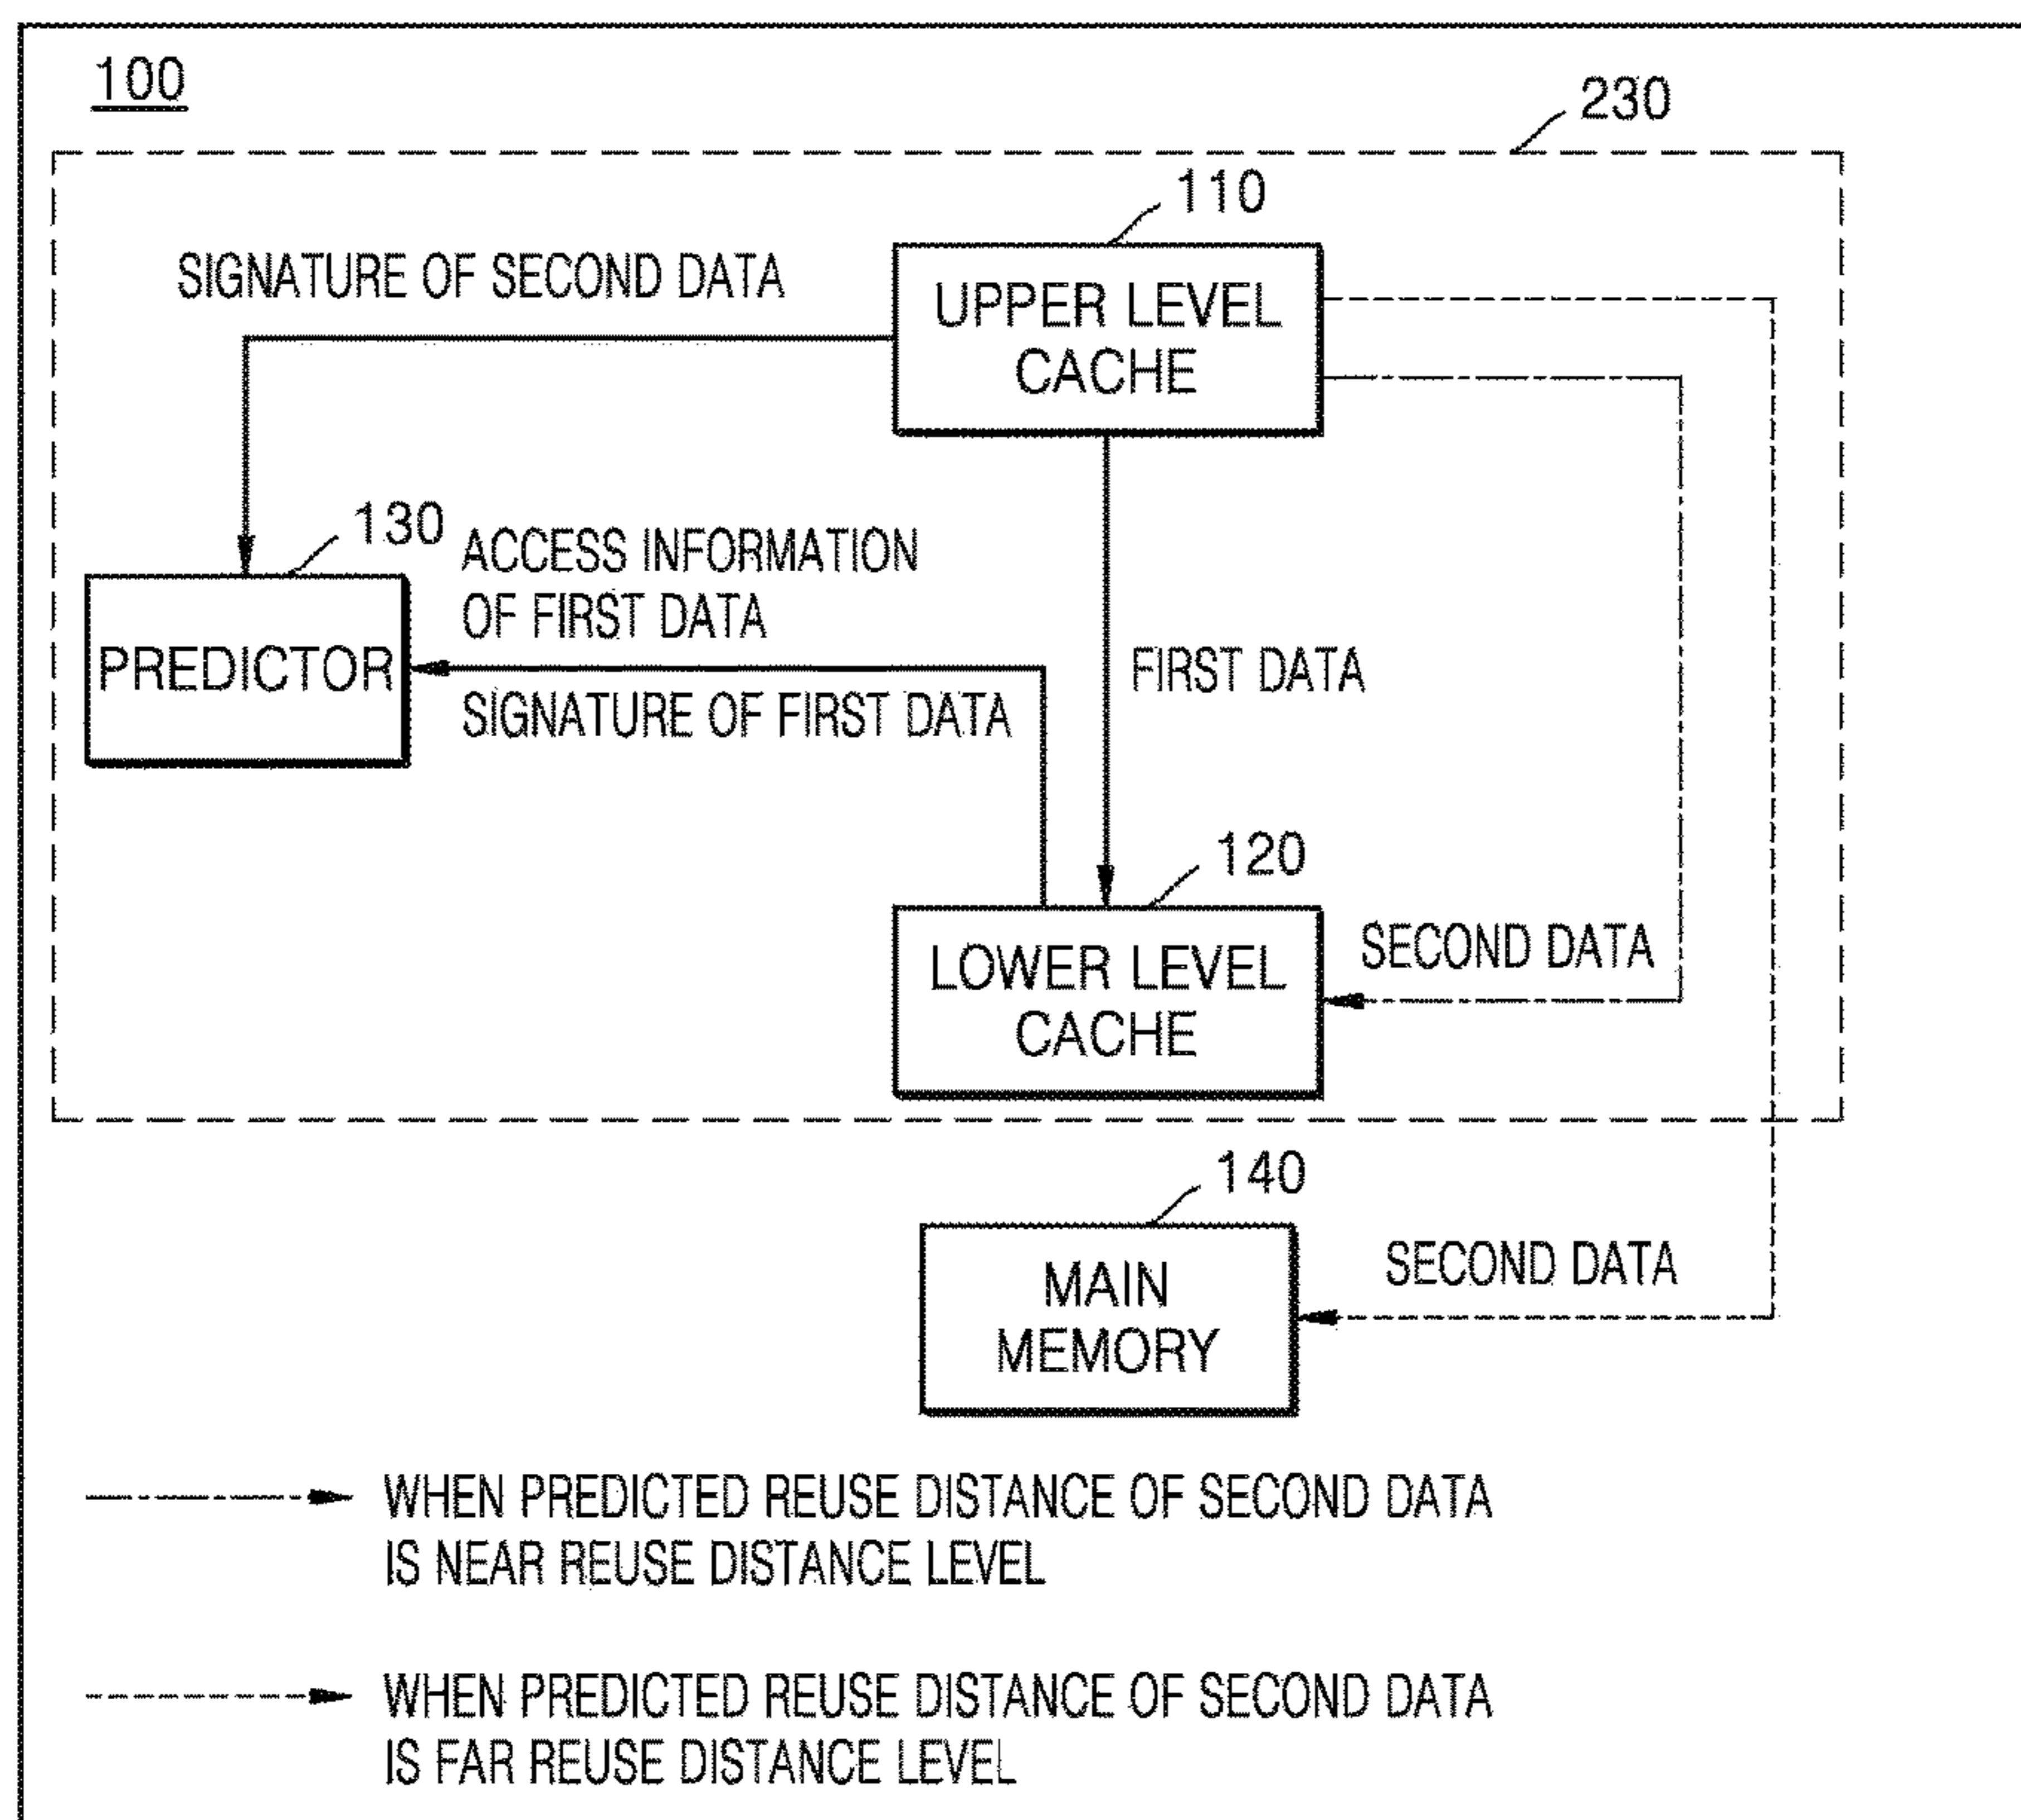 100
230
110
SIGNATURE OF SECOND DATA
UPPER LEVEL
CACHE
130
ACCESS INFORMATION
OF FIRST DATA
PREDICTOR
SIGNATURE OF FIRST DATA
FIRST DATA
120
LOWER LEVEL
CACHE
SECOND DATA
140
MAIN
MEMORY
SECOND DATA
WHEN PREDICTED REUSE DISTANCE OF SECOND DATA
IS NEAR REUSE DISTANCE LEVEL
WHEN PREDICTED REUSE DISTANCE OF SECOND DATA
IS FAR REUSE DISTANCE LEVEL